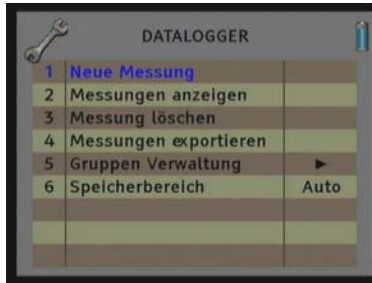 DATALOGGER
1 Neue Messung
2 Messungen anzeigen
3 Messung löschen
4 Messungen exportieren
5 Gruppen Verwaltung ►
6 Speicherbereich Auto